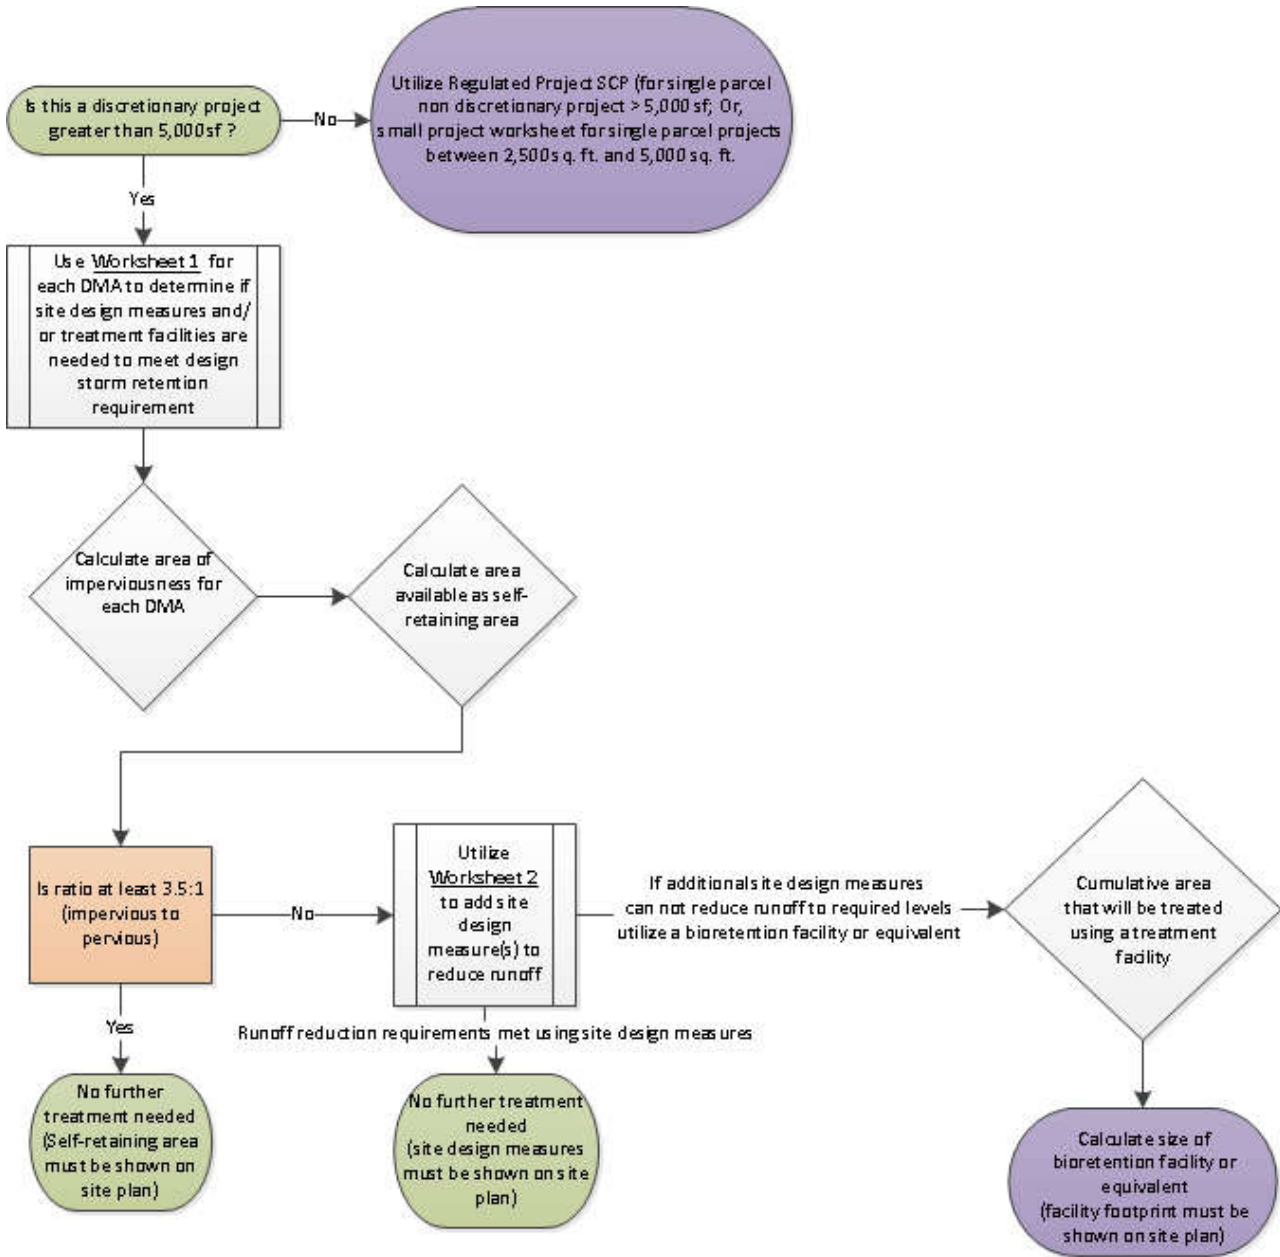 Is this a discretionary project
greater than 5,000 sf ?
No
Utilize Regulated Project SCP (for single parcel
non discretionary project > 5,000 sf; Or,
small project worksheet for single parcel projects
between 2,500 sq. ft. and 5,000 sq. ft.
Yes
Use Worksheet 1 for
each DMA to determine if
site design measures and/
or treatment facilities are
needed to meet design
storm retention
requirement
Calculate area of
imperviousness for
each DMA
Calculate area
available as self-
retaining area
Is ratio at least 3.5:1
(impervious to
pervious)
No
Utilize
Worksheet 2
to add site
design
measure(s) to
reduce runoff
If additional site design measures
can not reduce runoff to required levels
utilize a bioretention facility or equivalent
Cumulative area
that will be treated
using a treatment
facility
Yes
Runoff reduction requirements met using site design measures
No further
treatment needed
(Self-retaining area
must be shown on
site plan)
No further treatment
needed
(site design measures
must be shown on site
plan)
Calculate size of
bioretention facility or
equivalent
(facility footprint must be
shown on site plan)